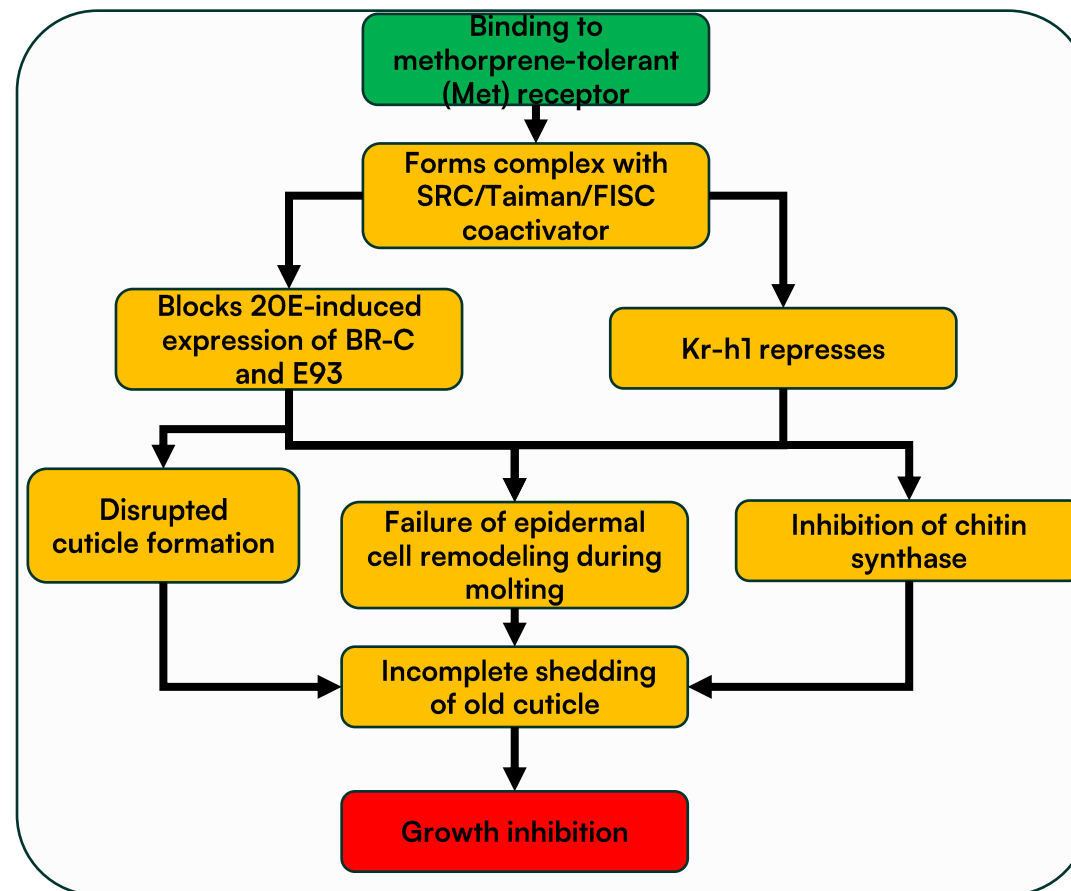 Binding to
methorprene-tolerant
(Met) receptor
Forms complex with
SRC/Taiman/FISC
coactivator
Blocks 20E-induced
expression of BR-C
and E93
Kr-h1 represses
Disrupted
cuticle formation
Failure of epidermal
cell remodeling during
molting
Inhibition of chitin
synthase
Incomplete shedding
of old cuticle
Growth inhibition